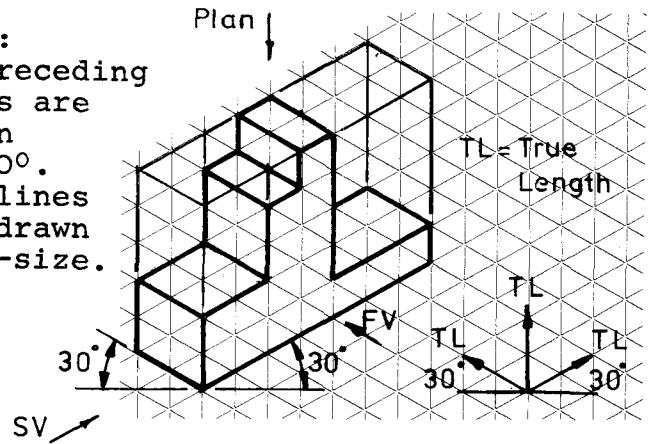 :
receding
s are
n
0°.
lines
drawn
-size.
Plan
TL = True
Length
FV
30°
30°
SV
TL
TL
TL
30°
30°